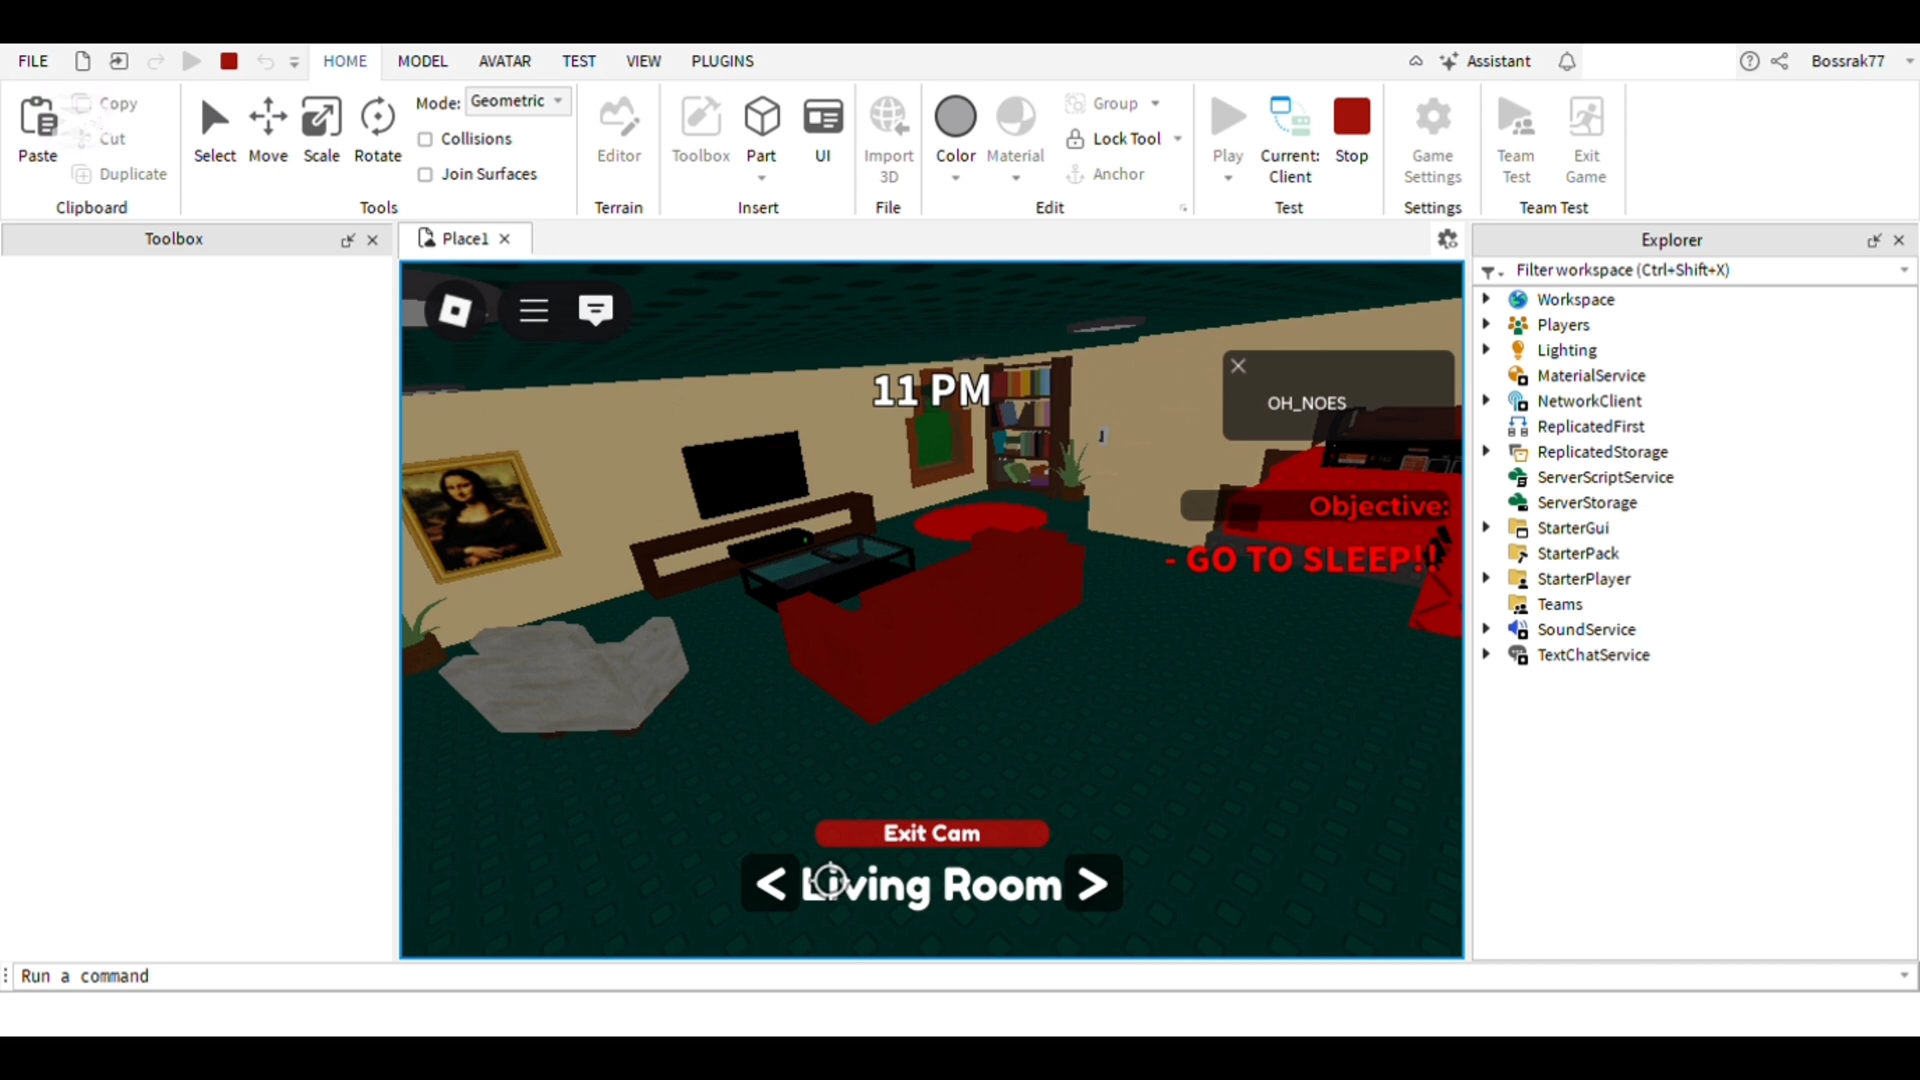 FILE
HOME
MODEL
AVATAR
TEST
VIEW
PLUGINS
Assistant
Bossrak77
Paste
Copy
Cut
Duplicate
Clipboard
Select
Move
Scale
Rotate
Mode: Geometric
Collisions
Join Surfaces
Tools
Editor
Terrain
Toolbox
Part
UI
Insert
Import
3D
File
Color
Material
Group
Lock Tool
Anchor
Edit
Play
Current:
Client
Stop
Test
Game
Settings
Settings
Team
Test
Exit
Game
Team Test
Toolbox
Place1
Explorer
Filter workspace (Ctrl+Shift+X)
Workspace
Players
Lighting
MaterialService
NetworkClient
ReplicatedFirst
ReplicatedStorage
ServerScriptService
ServerStorage
StarterGui
StarterPack
StarterPlayer
Teams
SoundService
TextChatService
11 PM
OH_NOES
Objective:
- GO TO SLEEP!!
Exit Cam
< Living Room >
Run a command